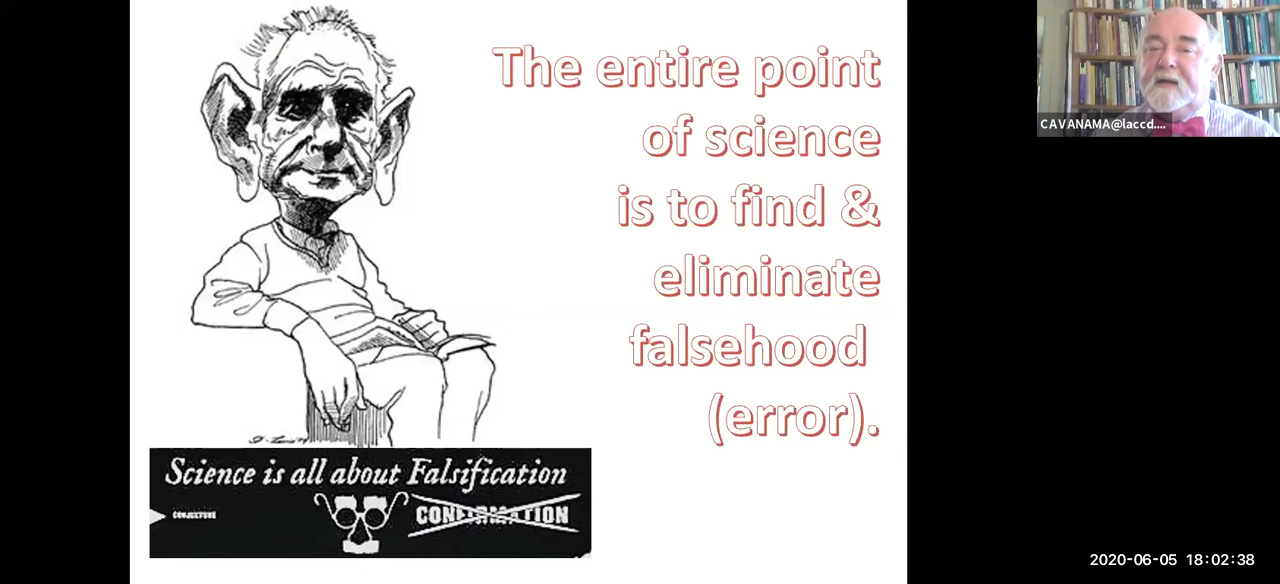 The entire point
of science
is to find &
eliminate
falsehood
(error).
Science is all about Falsification
CONJECTURE
CONFIRMATION
CAVANAMA@laccd....
2020-06-05 18:02:38